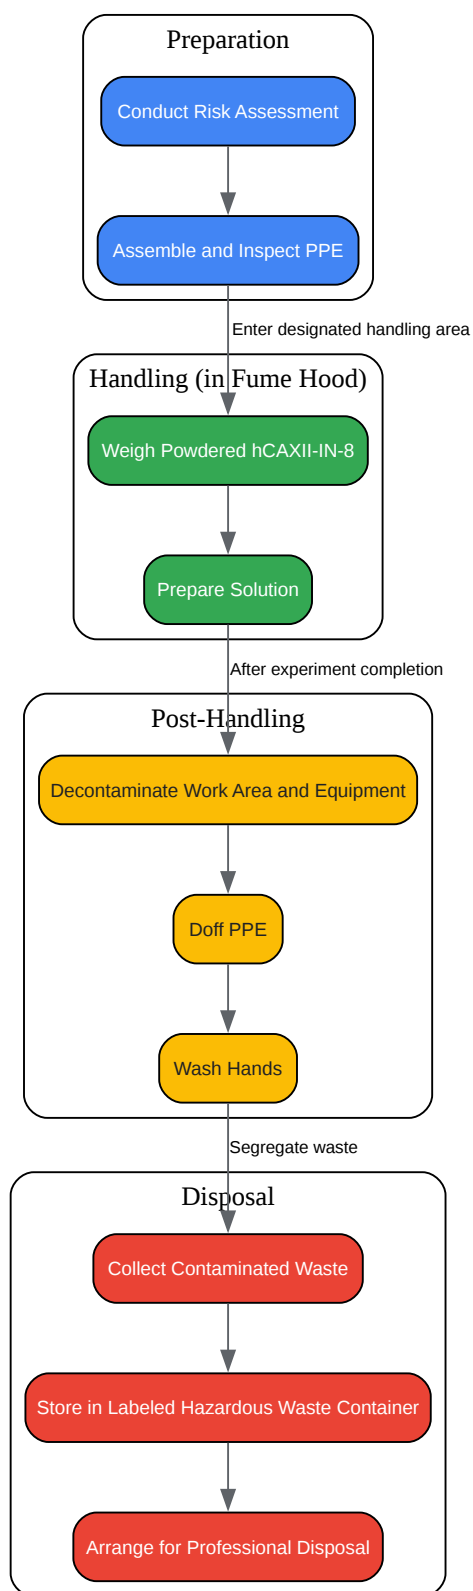 Preparation
Conduct Risk Assessment
Assemble and Inspect PPE
Enter designated handling area
Handling (in Fume Hood)
Weigh Powdered hCAXII-IN-8
Prepare Solution
After experiment completion
Post-Handling
Decontaminate Work Area and Equipment
Doff PPE
Wash Hands
Segregate waste
Disposal
Collect Contaminated Waste
Store in Labeled Hazardous Waste Container
Arrange for Professional Disposal